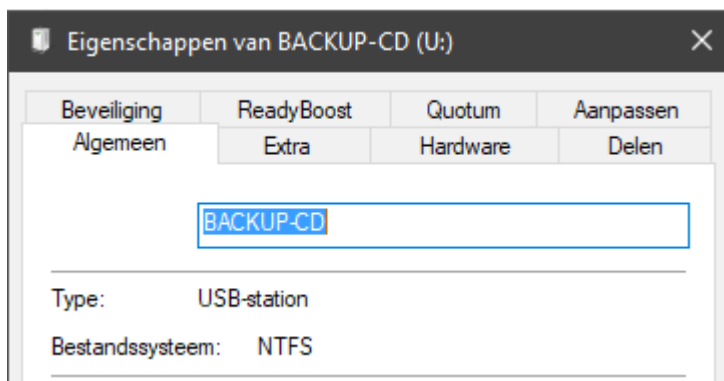 Eigenschappen van BACKUP-CD (U:)
Beveiliging ReadyBoost Quotum Aanpassen
Algemeen Extra Hardware Delen
BACKUP-CD
Type: USB-station
Bestandssysteem: NTFS